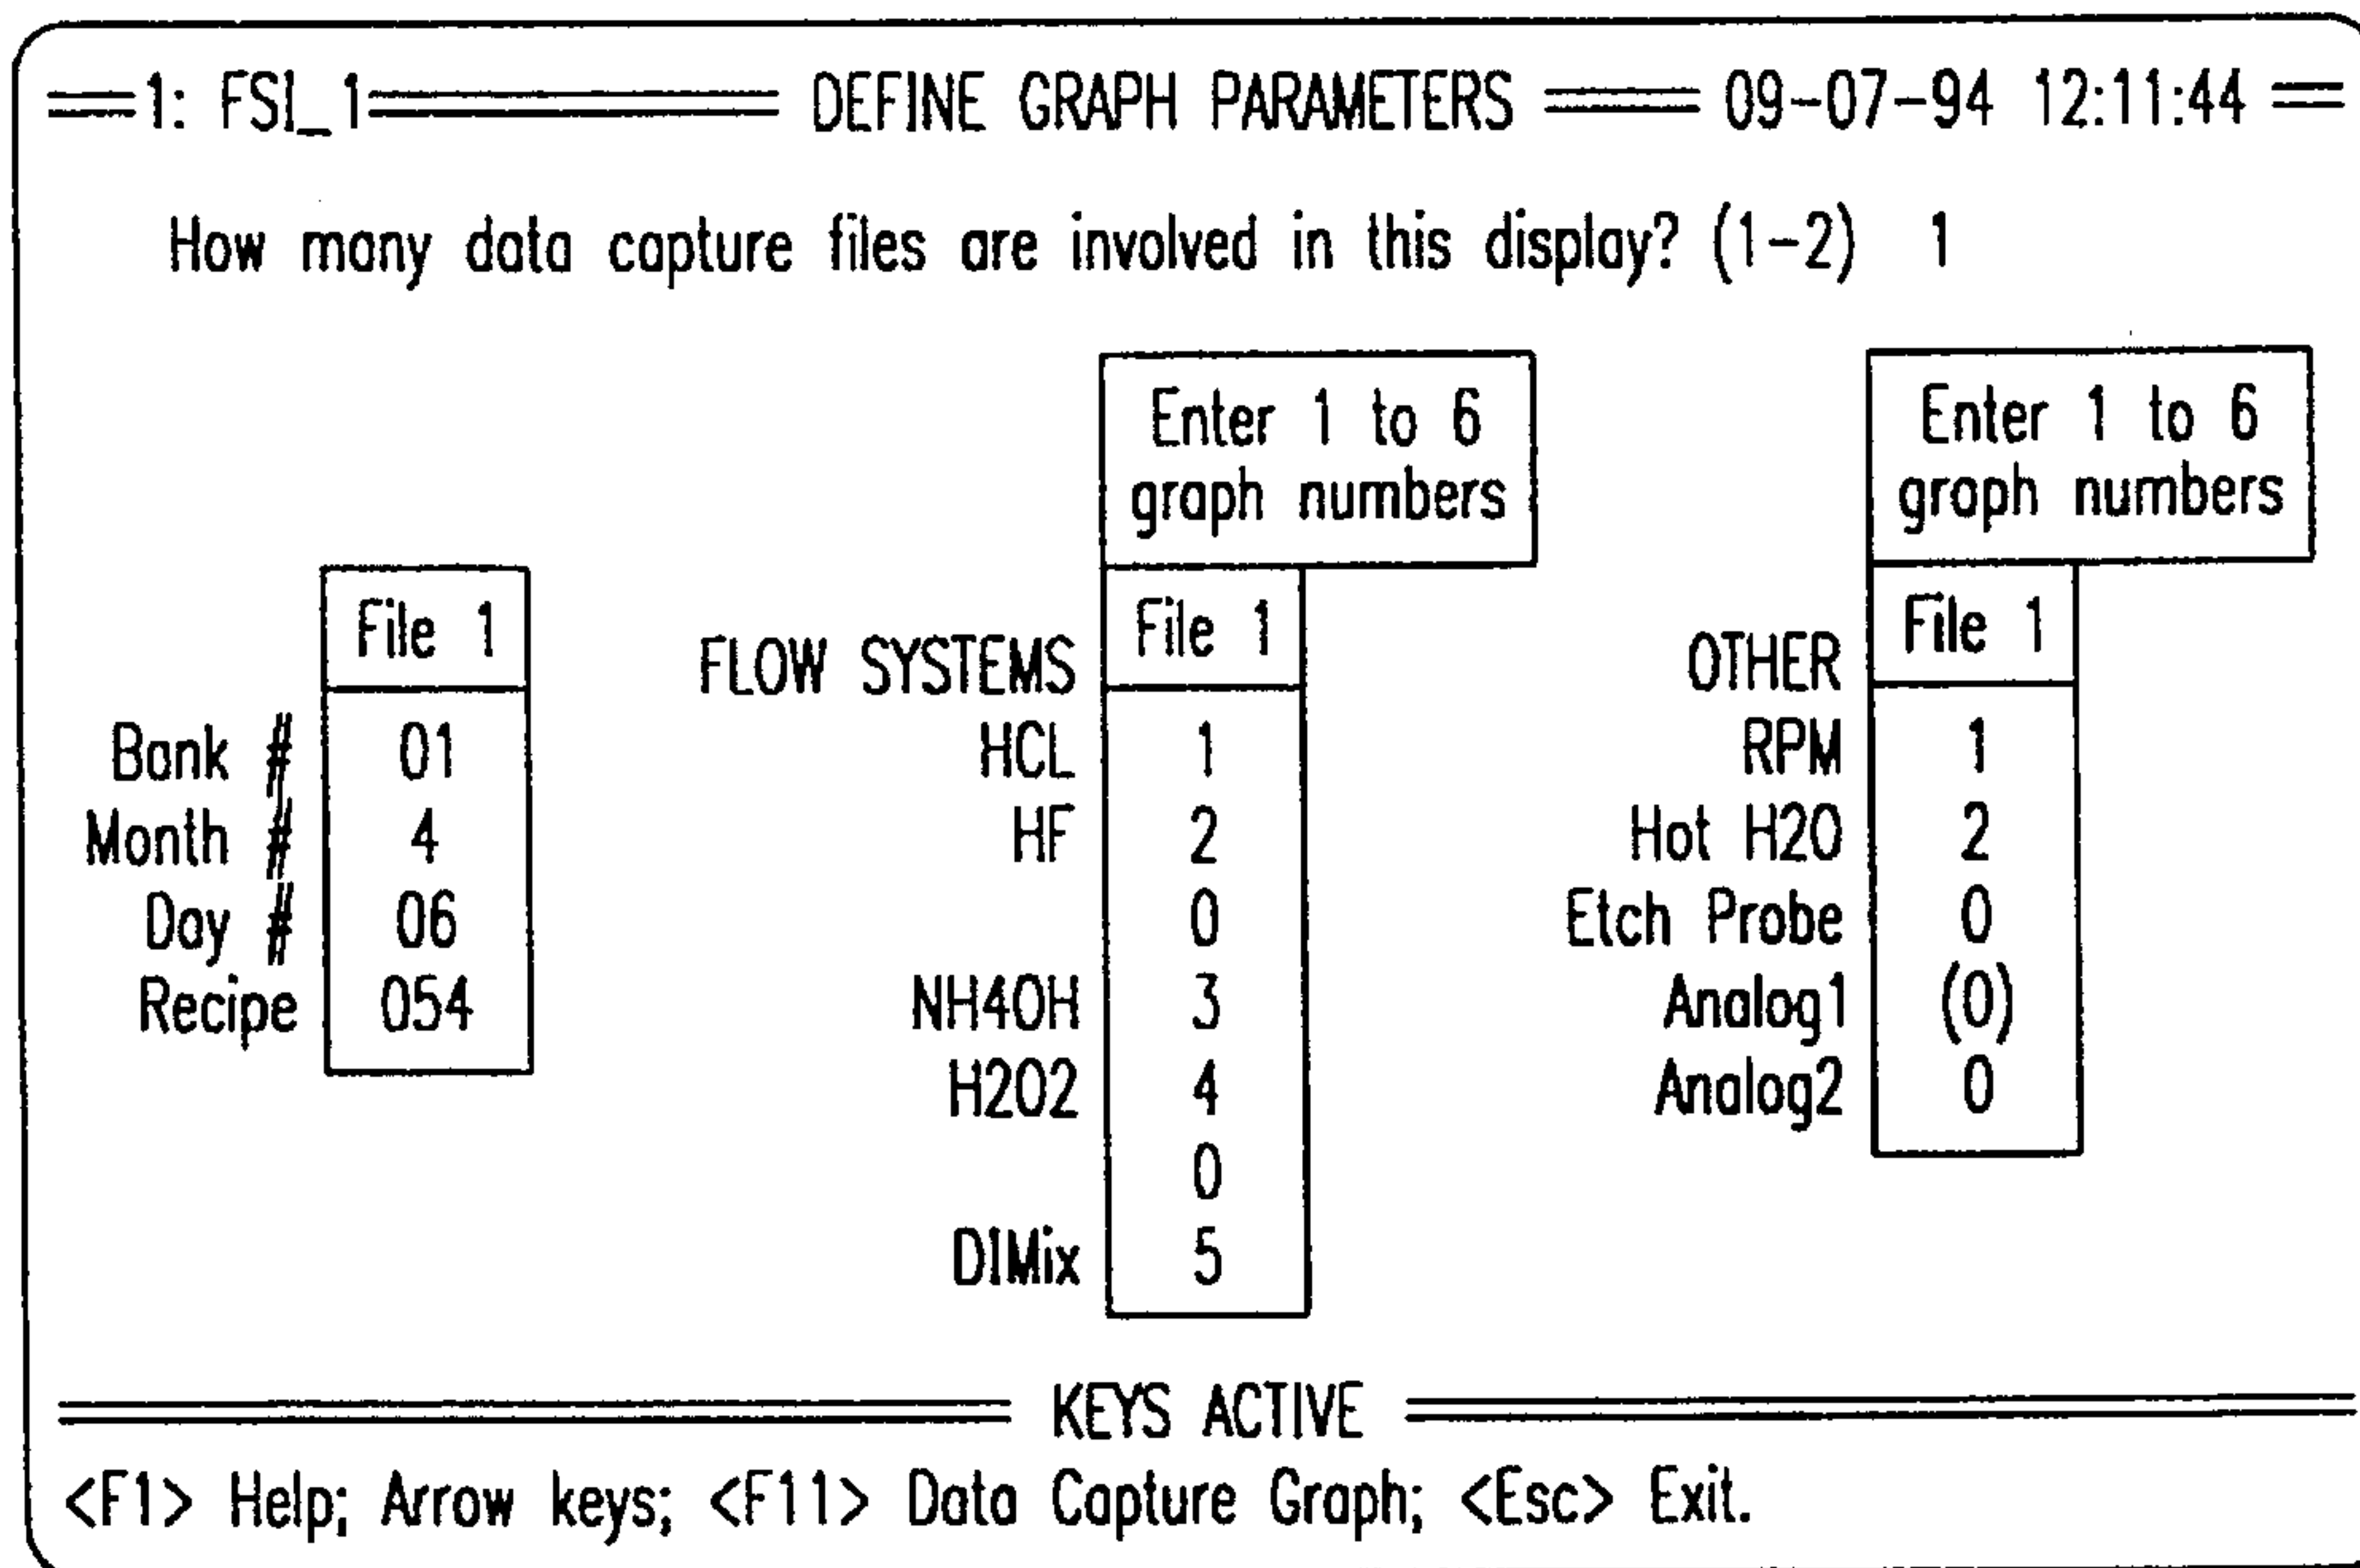 1: FSI_1 DEFINE GRAPH PARAMETERS 09-07-94 12:11:44
How many data capture files are involved in this display? (1-2) 1
Enter 1 to 6 graph numbers
Enter 1 to 6 graph numbers
File 1
FLOW SYSTEMS File 1
OTHER File 1
Bank # 01 HCL 1 RPM 1
Month # 4 HF 2 Hot H2O 2
Day # 06 0 Etch Probe 0
Recipe 054 NH4OH 3 Analog1 (0)
H2O2 4 Analog2 0
0
DIMix 5
KEYS ACTIVE
<F1> Help; Arrow keys; <F11> Data Capture Graph; <Esc> Exit.